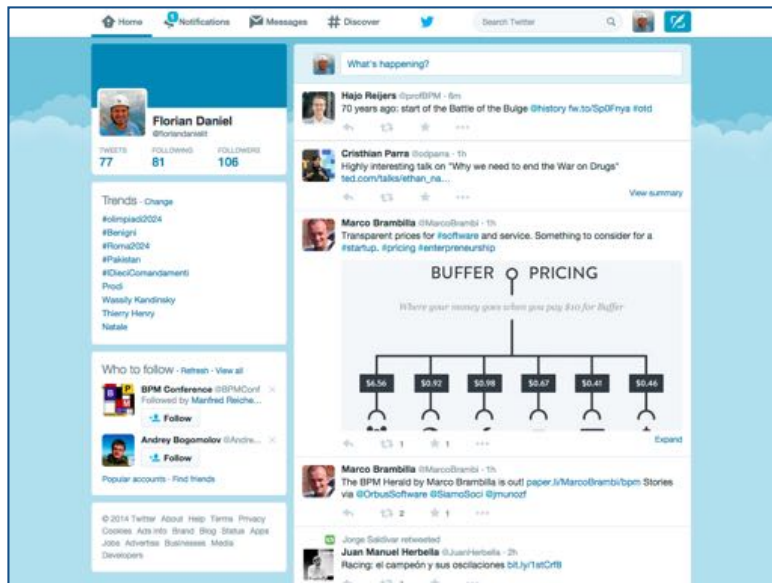 Home
1
Notifications
Messages
Discover
Search Twitter
Florian Daniel
@floriandanielit
TWEETS FOLLOWING FOLLOWERS
77 81 106
Trends · Change
#olimpiadi2024
#Benigni
#Roma2024
#Pakistan
#IDieciComandamenti
Prodi
Wassily Kandinsky
Thierry Henry
Natale
Who to follow · Refresh · View all
BPM Conference @BPMConf
Followed by Manfred Reiche...
Follow
Andrey Bogomolov @Andre...
Follow
Popular accounts · Find friends
© 2014 Twitter About Help Terms Privacy
Cookies Ads info Brand Blog Status Apps
Jobs Advertise Businesses Media
Developers
What's happening?
Hajo Reijers @profBPM · 6m
70 years ago: start of the Battle of the Bulge @history fw.to/Sp0Fnya #otd
Cristhian Parra @cdparra · 1h
Highly interesting talk on "Why we need to end the War on Drugs"
ted.com/talks/ethan_na...
View summary
Marco Brambilla @MarcoBrambi · 1h
Transparent prices for #software and service. Something to consider for a
#startup. #pricing #enterpreneurship
BUFFER PRICING
Where your money goes when you pay $10 for Buffer
$6.56 $0.92 $0.98 $0.67 $0.41 $0.46
1 1
Expand
Marco Brambilla @MarcoBrambi · 1h
The BPM Herald by Marco Brambilla is out! paper.li/MarcoBrambi/bpm Stories
via @OrbusSoftware @SiamoSoci @jmunozf
2 1
Jorge Saldivar retweeted
Juan Manuel Herbella @JuanHerbella · 2h
Racing: el campeón y sus oscilaciones bit.ly/1stCrf8